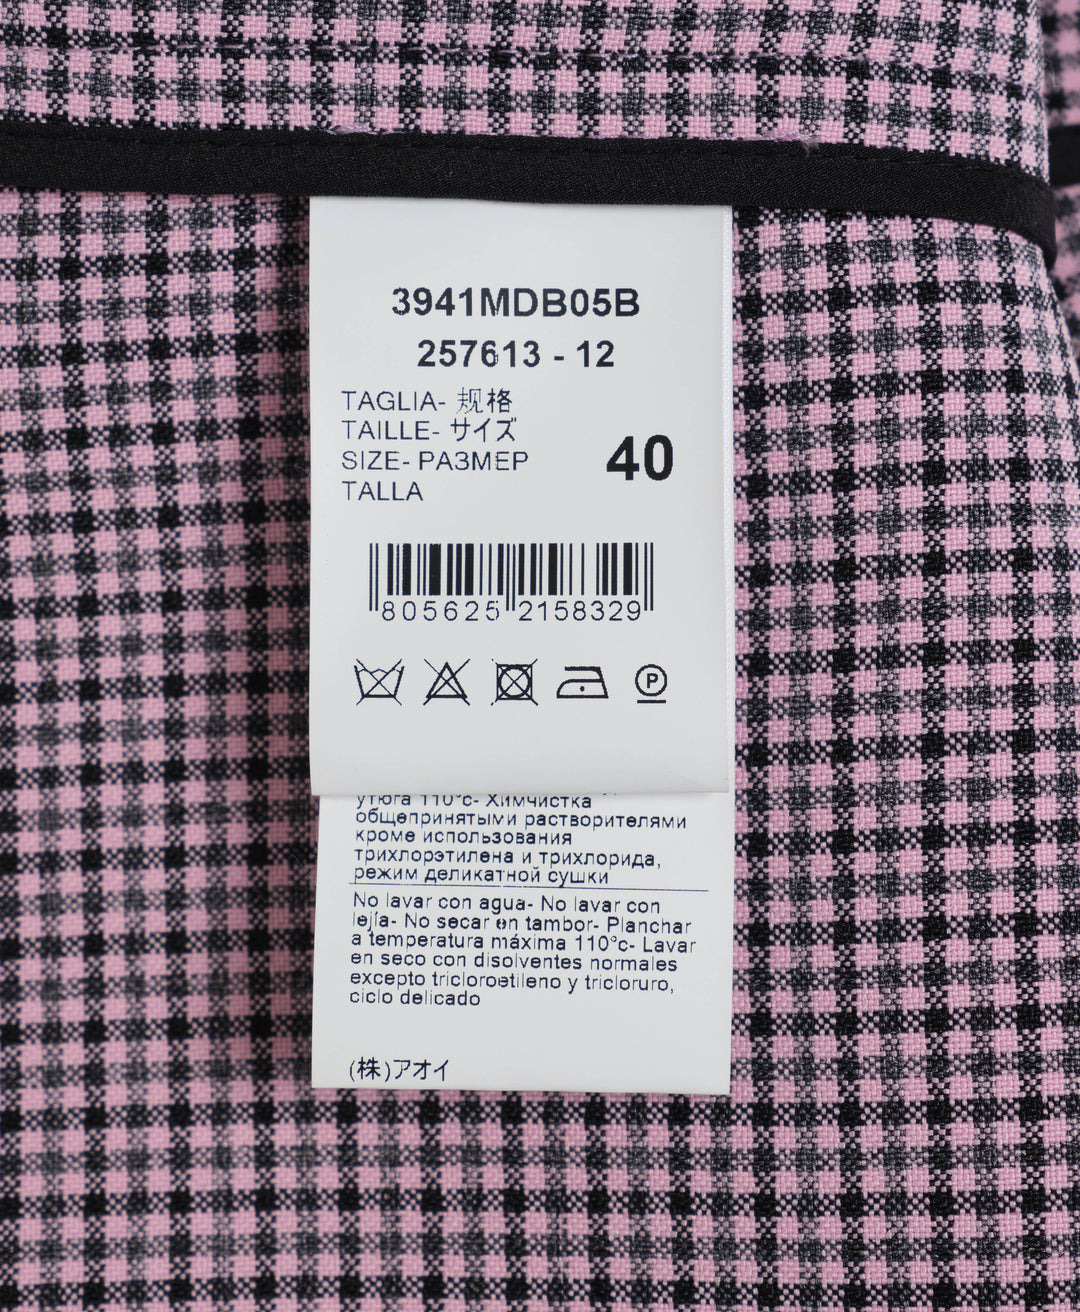 3941MDB05B
257613 - 12
TAGLIA- 规格
TAILLE- サイズ
SIZE- РАЗМЕР
TALLA
40
805625 2158329
P
утюга 110°c- Химчистка
общепринятыми растворителями
кроме использования
трихлорэтилена и трихлорида,
режим деликатной сушки
No lavar con agua- No lavar con
lejía- No secar en tambor- Planchar
a temperatura máxima 110°c- Lavar
en seco con disolventes normales
excepto tricloroetileno y tricloruro,
ciclo delicado
(株)アオイ